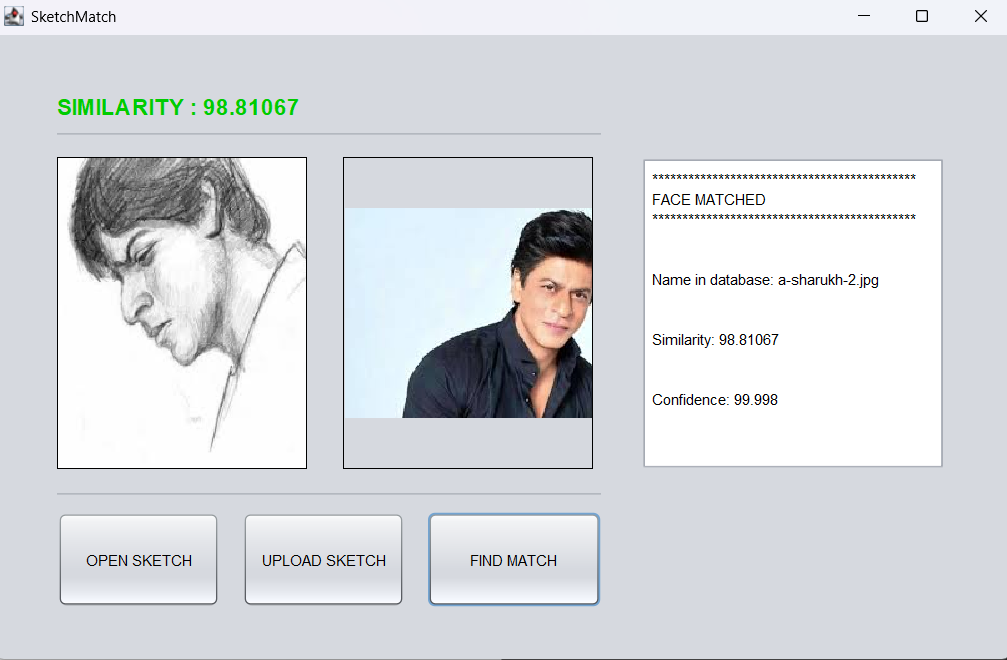 SketchMatch
SIMILARITY : 98.81067
********************************************
FACE MATCHED
********************************************
Name in database: a-sharukh-2.jpg
Similarity: 98.81067
Confidence: 99.998
OPEN SKETCH
UPLOAD SKETCH
FIND MATCH